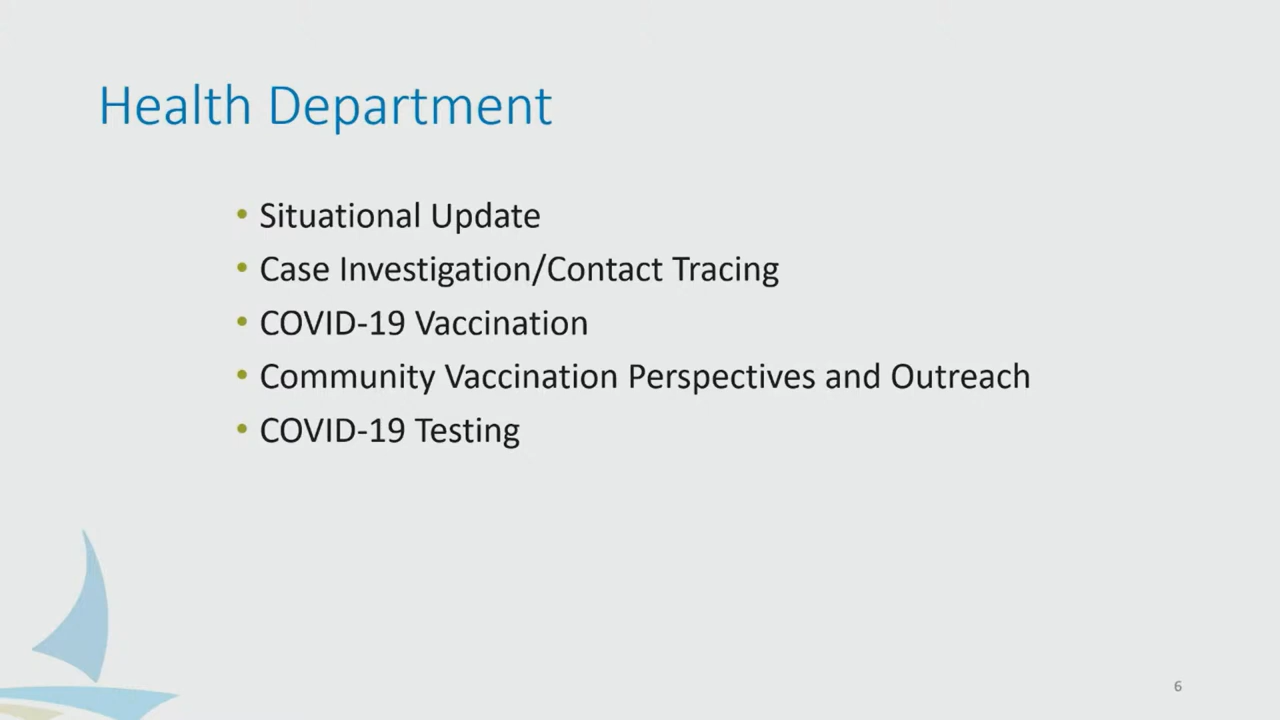 Health Department
• Situational Update
• Case Investigation/Contact Tracing
• COVID-19 Vaccination
• Community Vaccination Perspectives and Outreach
• COVID-19 Testing
6